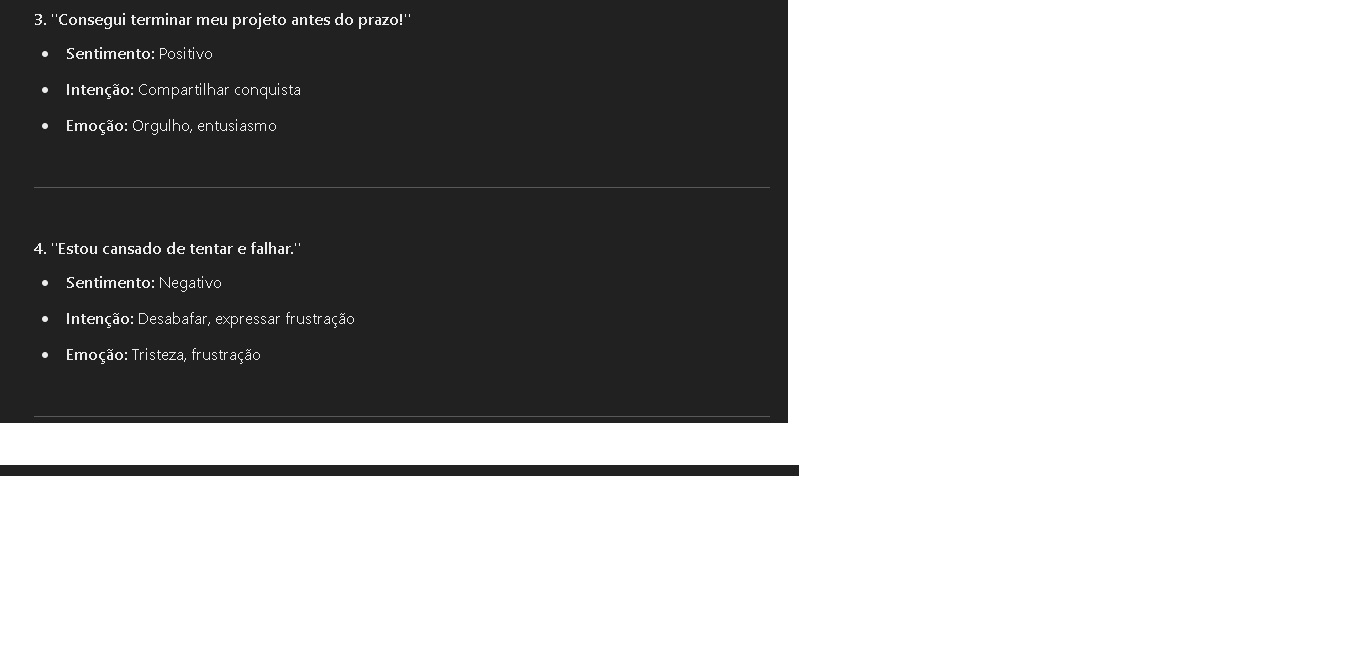 3. "Consegui terminar meu projeto antes do prazo!"
• Sentimento: Positivo
• Intenção: Compartilhar conquista
• Emoção: Orgulho, entusiasmo
4. "Estou cansado de tentar e falhar."
• Sentimento: Negativo
• Intenção: Desabafar, expressar frustração
• Emoção: Tristeza, frustração